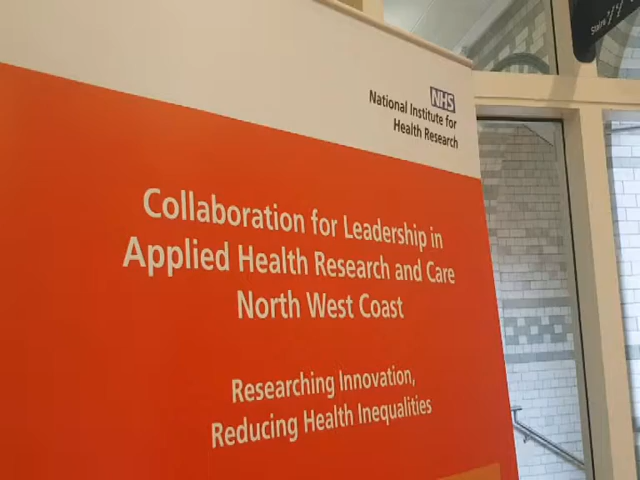 Stairs
NHS
National Institute for
Health Research
Collaboration for Leadership in
Applied Health Research and Care
North West Coast
Researching Innovation,
Reducing Health Inequalities